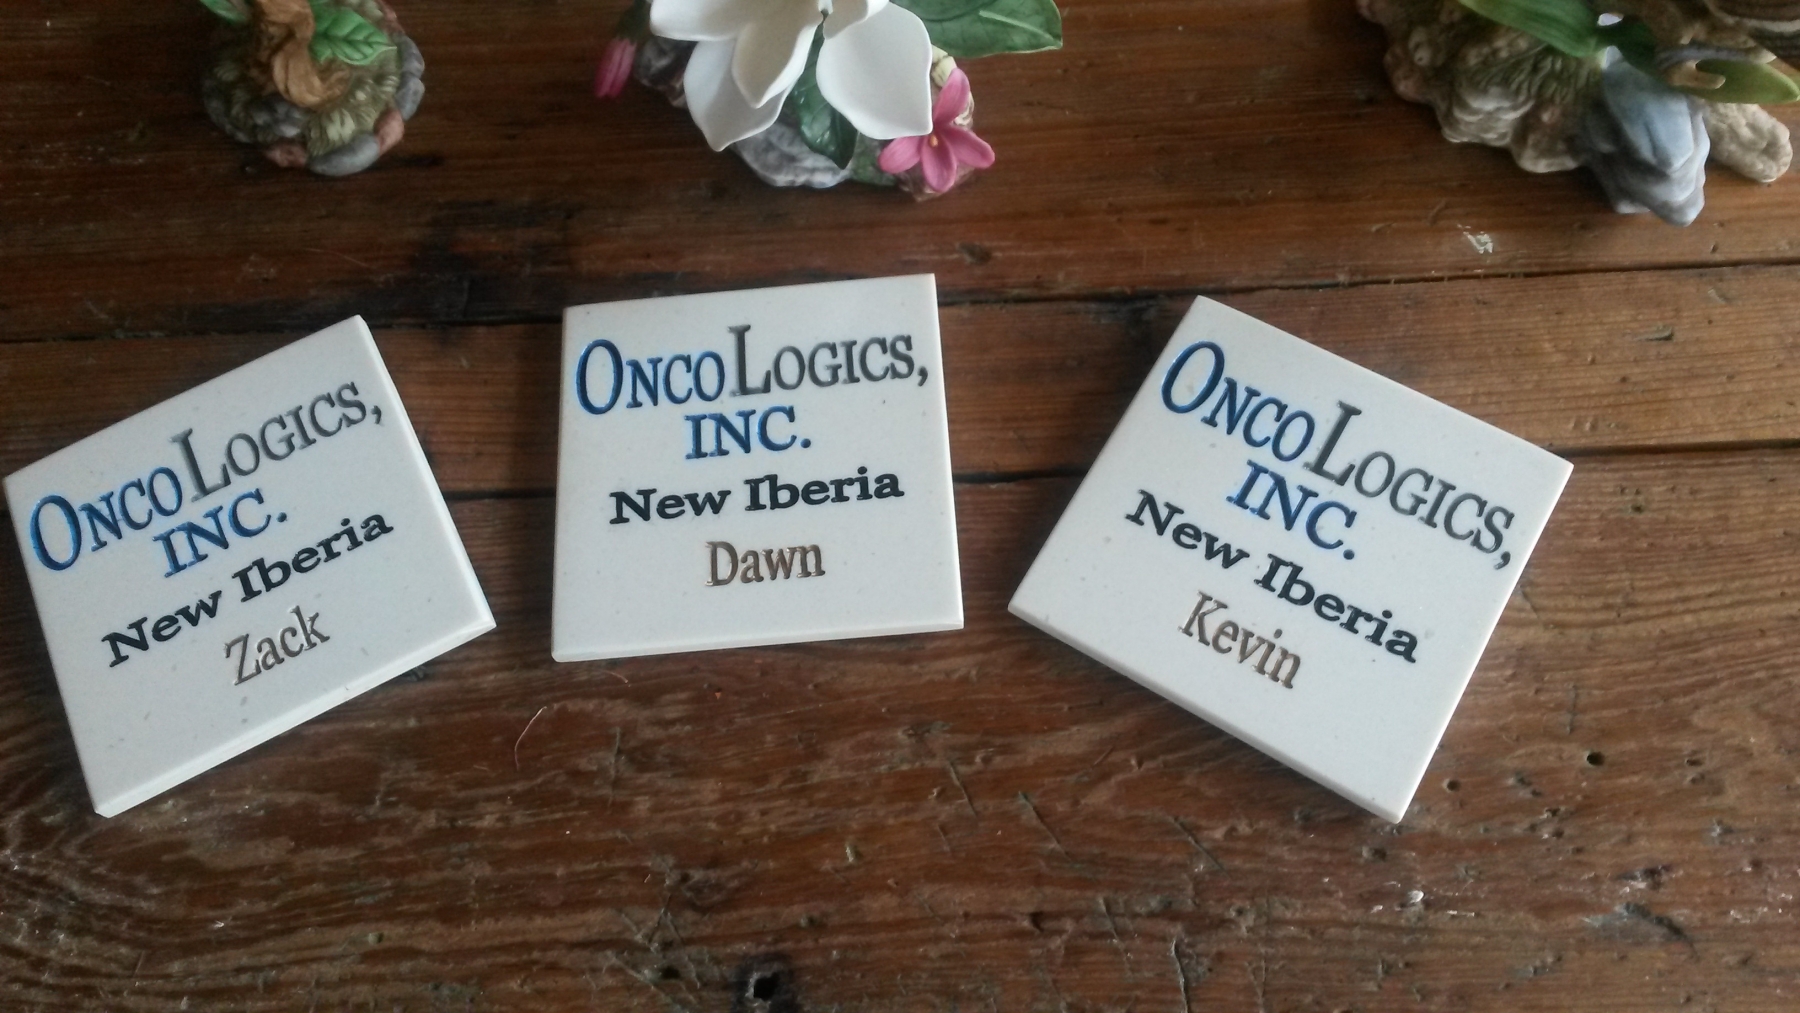 OncoLogics,
INC.
New Iberia
Zack
OncoLogics,
INC.
New Iberia
Dawn
OncoLogics,
INC.
New Iberia
Kevin